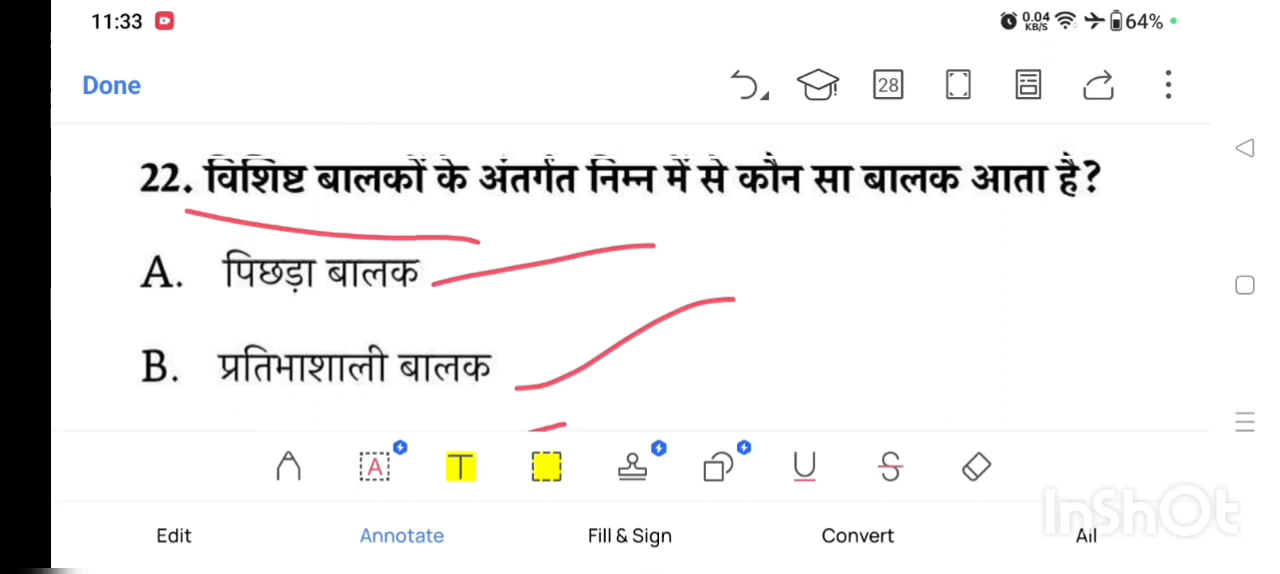 11:33
0.04 KB/S
64%
Done
28
22. विशिष्ट बालकों के अंतर्गत निम्न में से कौन सा बालक आता है?
A. पिछड़ा बालक
B. प्रतिभाशाली बालक
A T U S
Edit Annotate Fill & Sign Convert All
InShOt